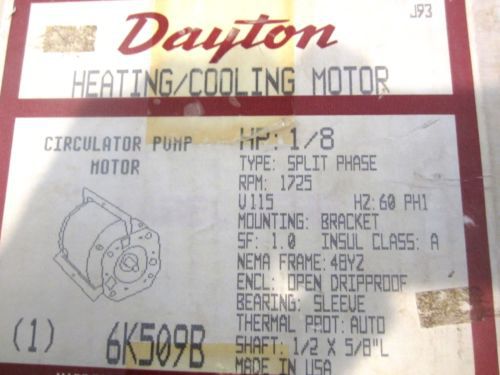 J93
Dayton
HEATING/COOLING MOTOR
CIRCULATOR PUMP
MOTOR
HP: 1/8
TYPE: SPLIT PHASE
RPM: 1725
V115 HZ: 60 PH1
MOUNTING: BRACKET
SF: 1.0 INSUL CLASS: A
NEMA FRAME: 48YZ
ENCL: OPEN DRIPPROOF
BEARING: SLEEVE
THERMAL PROT: AUTO
SHAFT: 1/2 X 5/8"L
MADE IN USA
(1) 6K509B